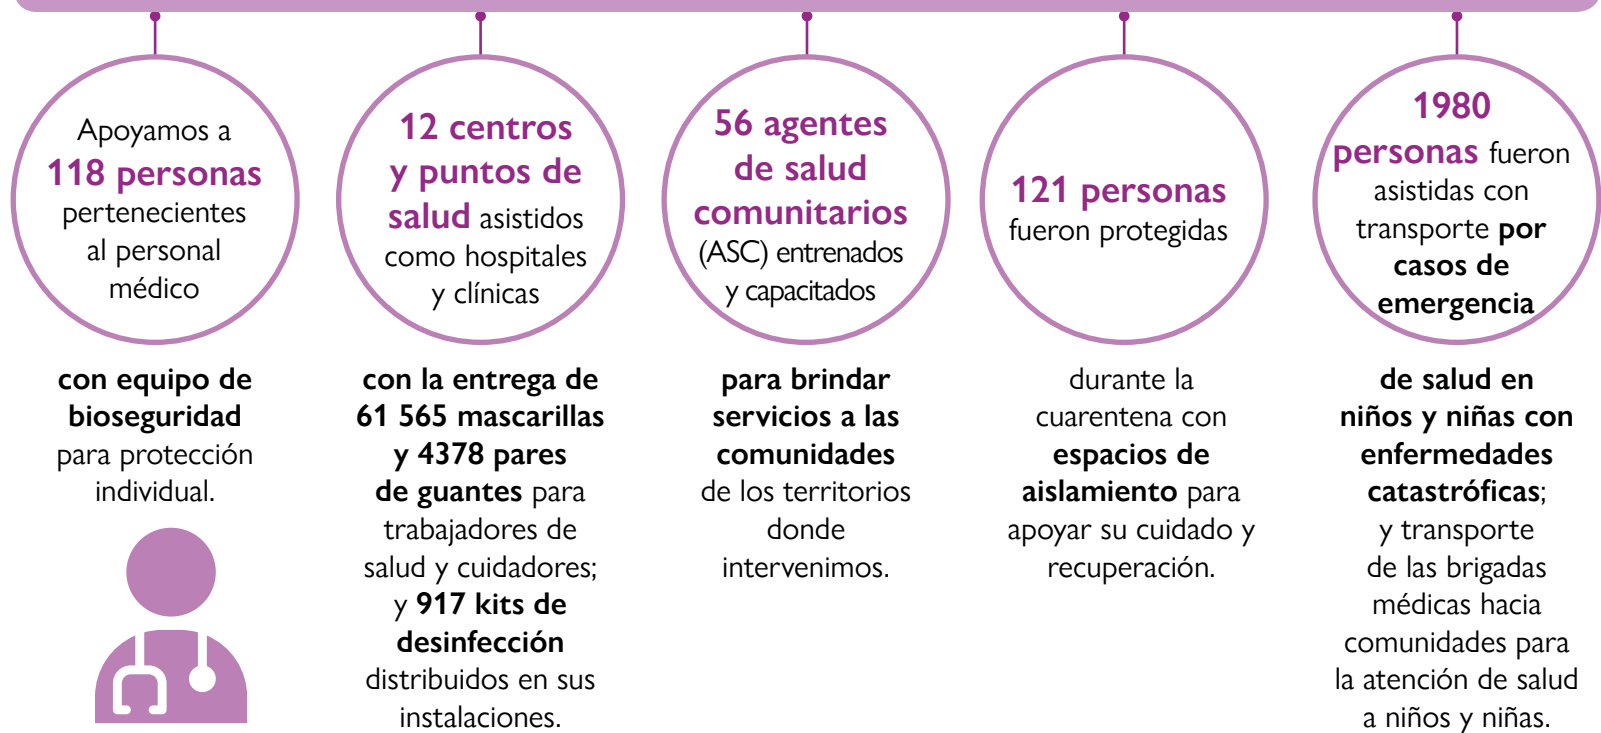 Apoyamos a
118 personas
pertenecientes
al personal
médico
con equipo de
bioseguridad
para protección
individual.
12 centros
y puntos de
salud asistidos
como hospitales
y clínicas
con la entrega de
61 565 mascarillas
y 4378 pares
de guantes para
trabajadores de
salud y cuidadores;
y 917 kits de
desinfección
distribuidos en sus
instalaciones.
56 agentes
de salud
comunitarios
(ASC) entrenados
y capacitados
para brindar
servicios a las
comunidades
de los territorios
donde
intervenimos.
121 personas
fueron protegidas
durante la
cuarentena con
espacios de
aislamiento para
apoyar su cuidado y
recuperación.
1980
personas fueron
asistidas con
transporte por
casos de
emergencia
de salud en
niños y niñas con
enfermedades
catastróficas;
y transporte
de las brigadas
médicas hacia
comunidades para
la atención de salud
a niños y niñas.